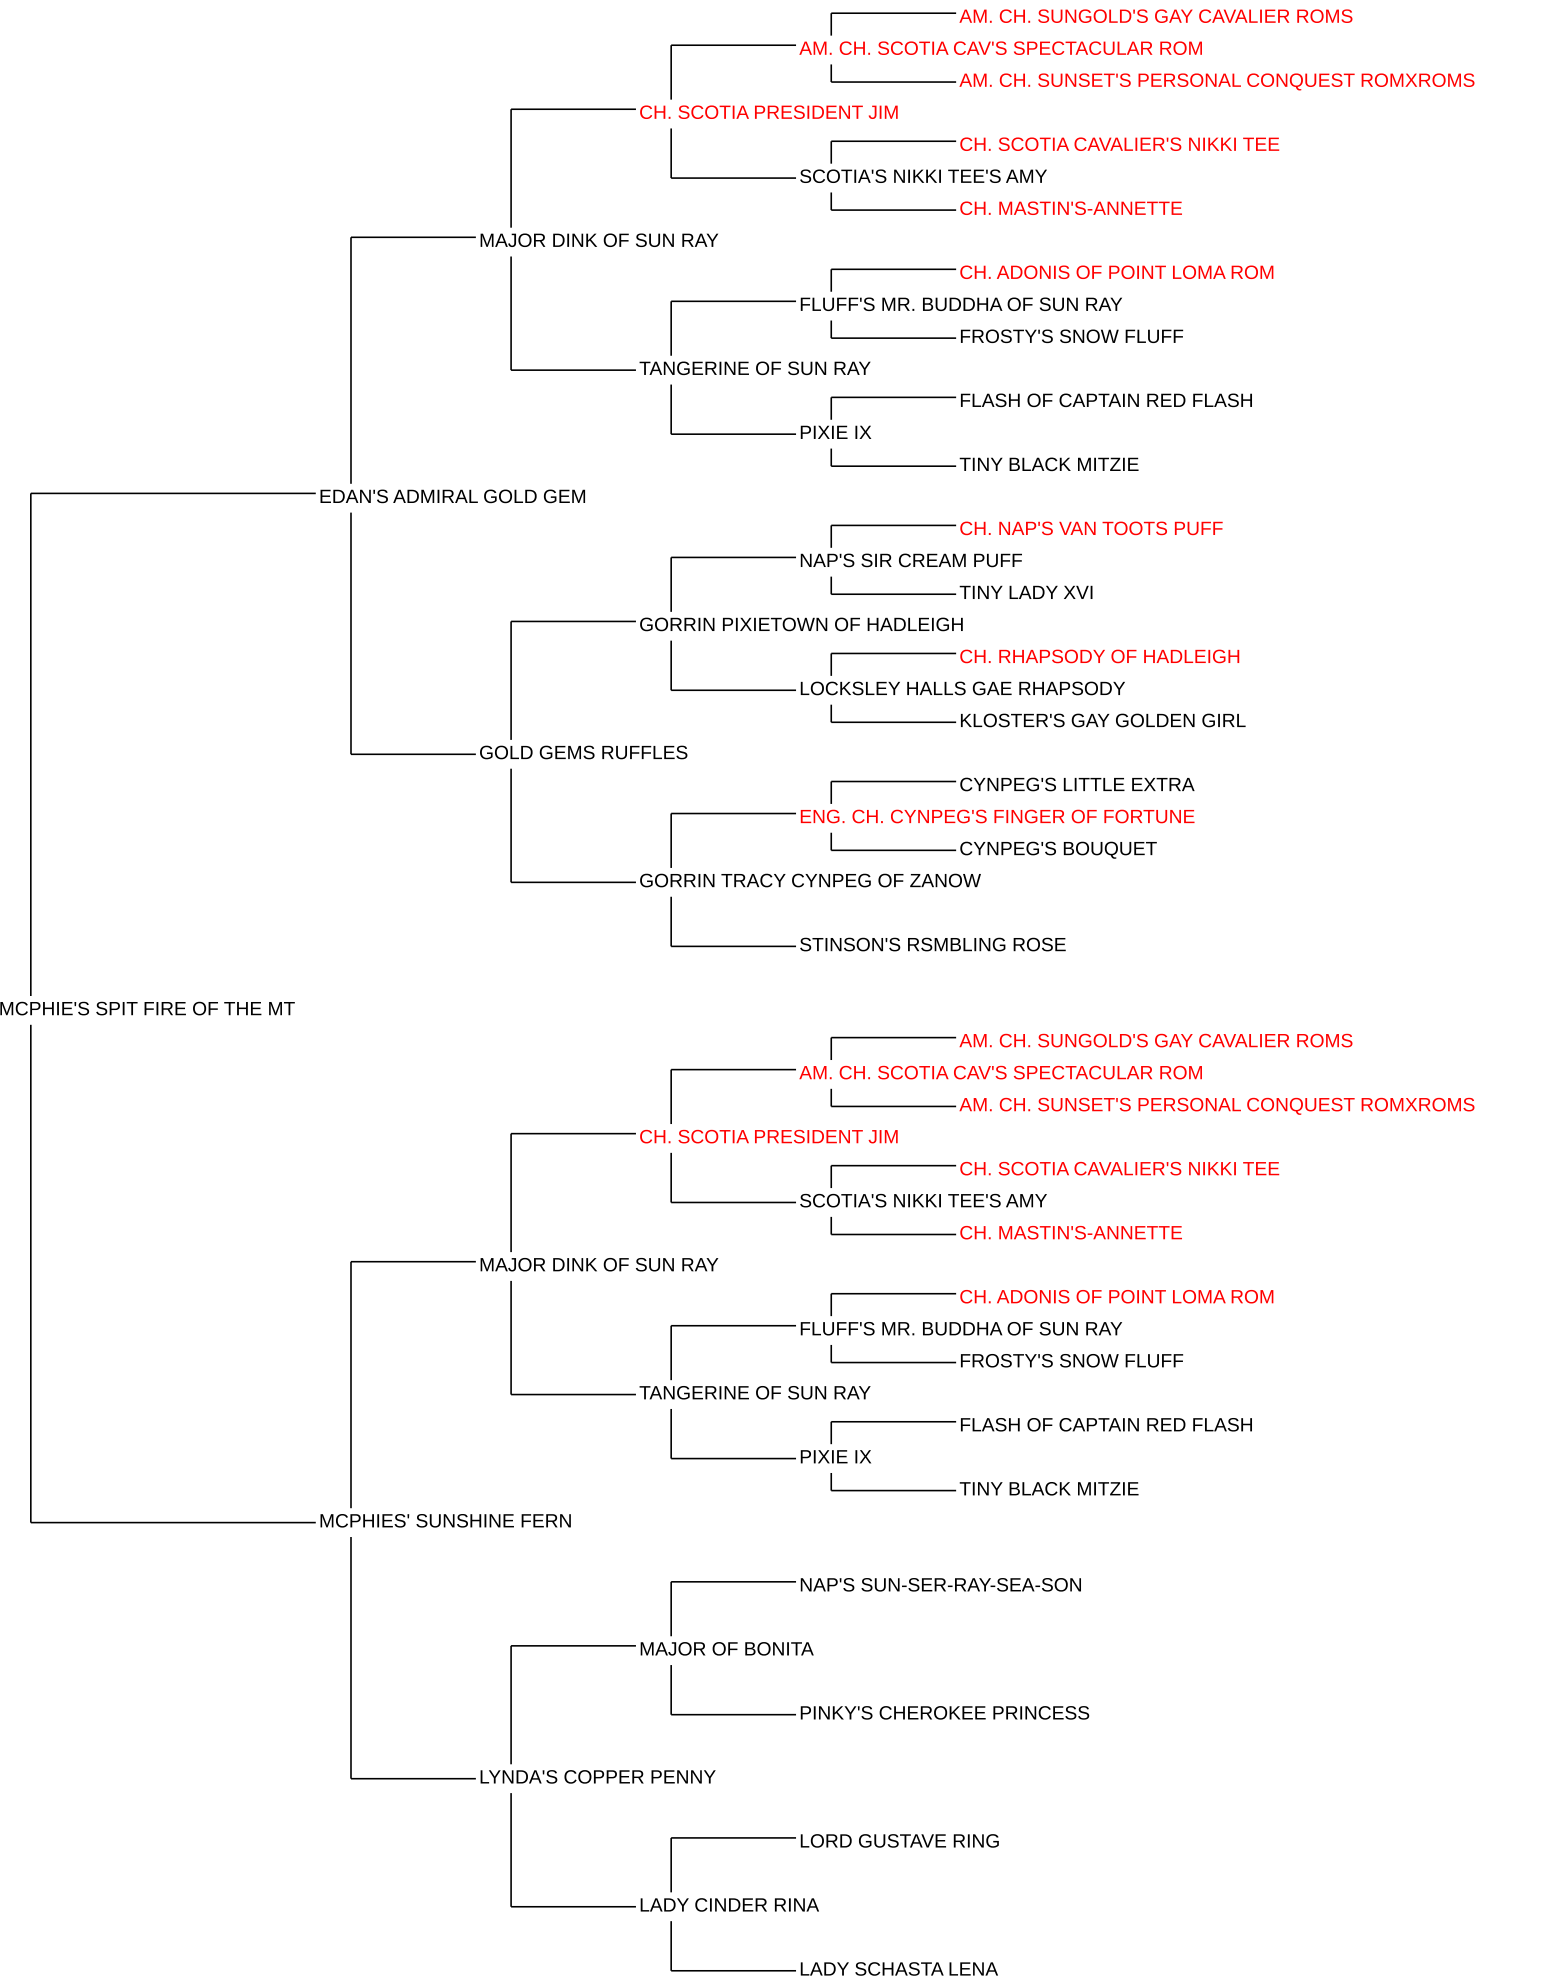 AM. CH. SUNGOLD'S GAY CAVALIER ROMS
AM. CH. SCOTIA CAV'S SPECTACULAR ROM
AM. CH. SUNSET'S PERSONAL CONQUEST ROMXROMS
CH. SCOTIA PRESIDENT JIM
CH. SCOTIA CAVALIER'S NIKKI TEE
SCOTIA'S NIKKI TEE'S AMY
CH. MASTIN'S-ANNETTE
MAJOR DINK OF SUN RAY
CH. ADONIS OF POINT LOMA ROM
FLUFF'S MR. BUDDHA OF SUN RAY
FROSTY'S SNOW FLUFF
TANGERINE OF SUN RAY
FLASH OF CAPTAIN RED FLASH
PIXIE IX
TINY BLACK MITZIE
EDAN'S ADMIRAL GOLD GEM
CH. NAP'S VAN TOOTS PUFF
NAP'S SIR CREAM PUFF
TINY LADY XVI
GORRIN PIXIETOWN OF HADLEIGH
CH. RHAPSODY OF HADLEIGH
LOCKSLEY HALLS GAE RHAPSODY
KLOSTER'S GAY GOLDEN GIRL
GOLD GEMS RUFFLES
CYNPEG'S LITTLE EXTRA
ENG. CH. CYNPEG'S FINGER OF FORTUNE
CYNPEG'S BOUQUET
GORRIN TRACY CYNPEG OF ZANOW
STINSON'S RSMBLING ROSE
MCPHIE'S SPIT FIRE OF THE MT
AM. CH. SUNGOLD'S GAY CAVALIER ROMS
AM. CH. SCOTIA CAV'S SPECTACULAR ROM
AM. CH. SUNSET'S PERSONAL CONQUEST ROMXROMS
CH. SCOTIA PRESIDENT JIM
CH. SCOTIA CAVALIER'S NIKKI TEE
SCOTIA'S NIKKI TEE'S AMY
CH. MASTIN'S-ANNETTE
MAJOR DINK OF SUN RAY
CH. ADONIS OF POINT LOMA ROM
FLUFF'S MR. BUDDHA OF SUN RAY
FROSTY'S SNOW FLUFF
TANGERINE OF SUN RAY
FLASH OF CAPTAIN RED FLASH
PIXIE IX
TINY BLACK MITZIE
MCPHIES' SUNSHINE FERN
NAP'S SUN-SER-RAY-SEA-SON
MAJOR OF BONITA
PINKY'S CHEROKEE PRINCESS
LYNDA'S COPPER PENNY
LORD GUSTAVE RING
LADY CINDER RINA
LADY SCHASTA LENA